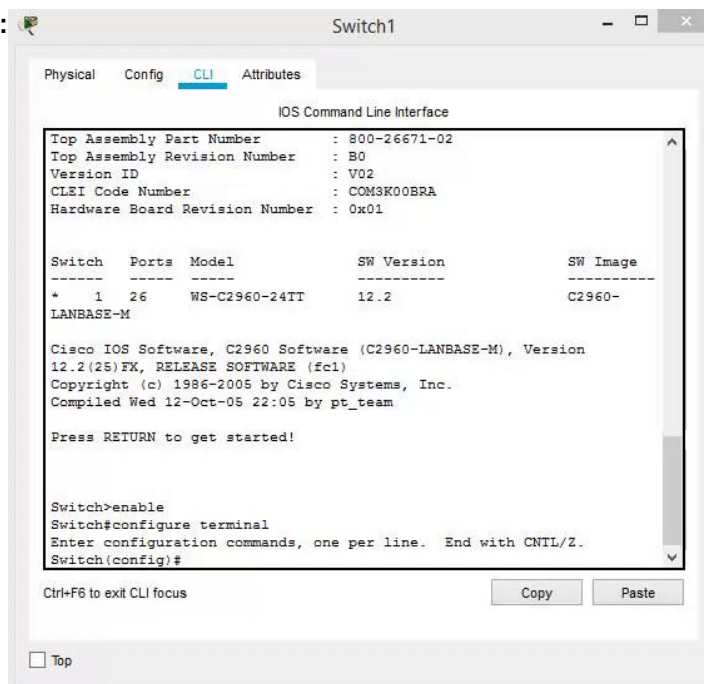 :
Switch1
Physical Config CLI Attributes
IOS Command Line Interface
Top Assembly Part Number : 800-26671-02
Top Assembly Revision Number : B0
Version ID : V02
CLEI Code Number : COM3K00BRA
Hardware Board Revision Number : 0x01
Switch Ports Model SW Version SW Image
------ ----- ----- ---------- ----------
* 1 26 WS-C2960-24TT 12.2 C2960-
LANBASE-M
Cisco IOS Software, C2960 Software (C2960-LANBASE-M), Version
12.2(25)FX, RELEASE SOFTWARE (fc1)
Copyright (c) 1986-2005 by Cisco Systems, Inc.
Compiled Wed 12-Oct-05 22:05 by pt_team
Press RETURN to get started!
Switch>enable
Switch#configure terminal
Enter configuration commands, one per line. End with CNTL/Z.
Switch(config)#
Ctrl+F6 to exit CLI focus
Copy Paste
Top